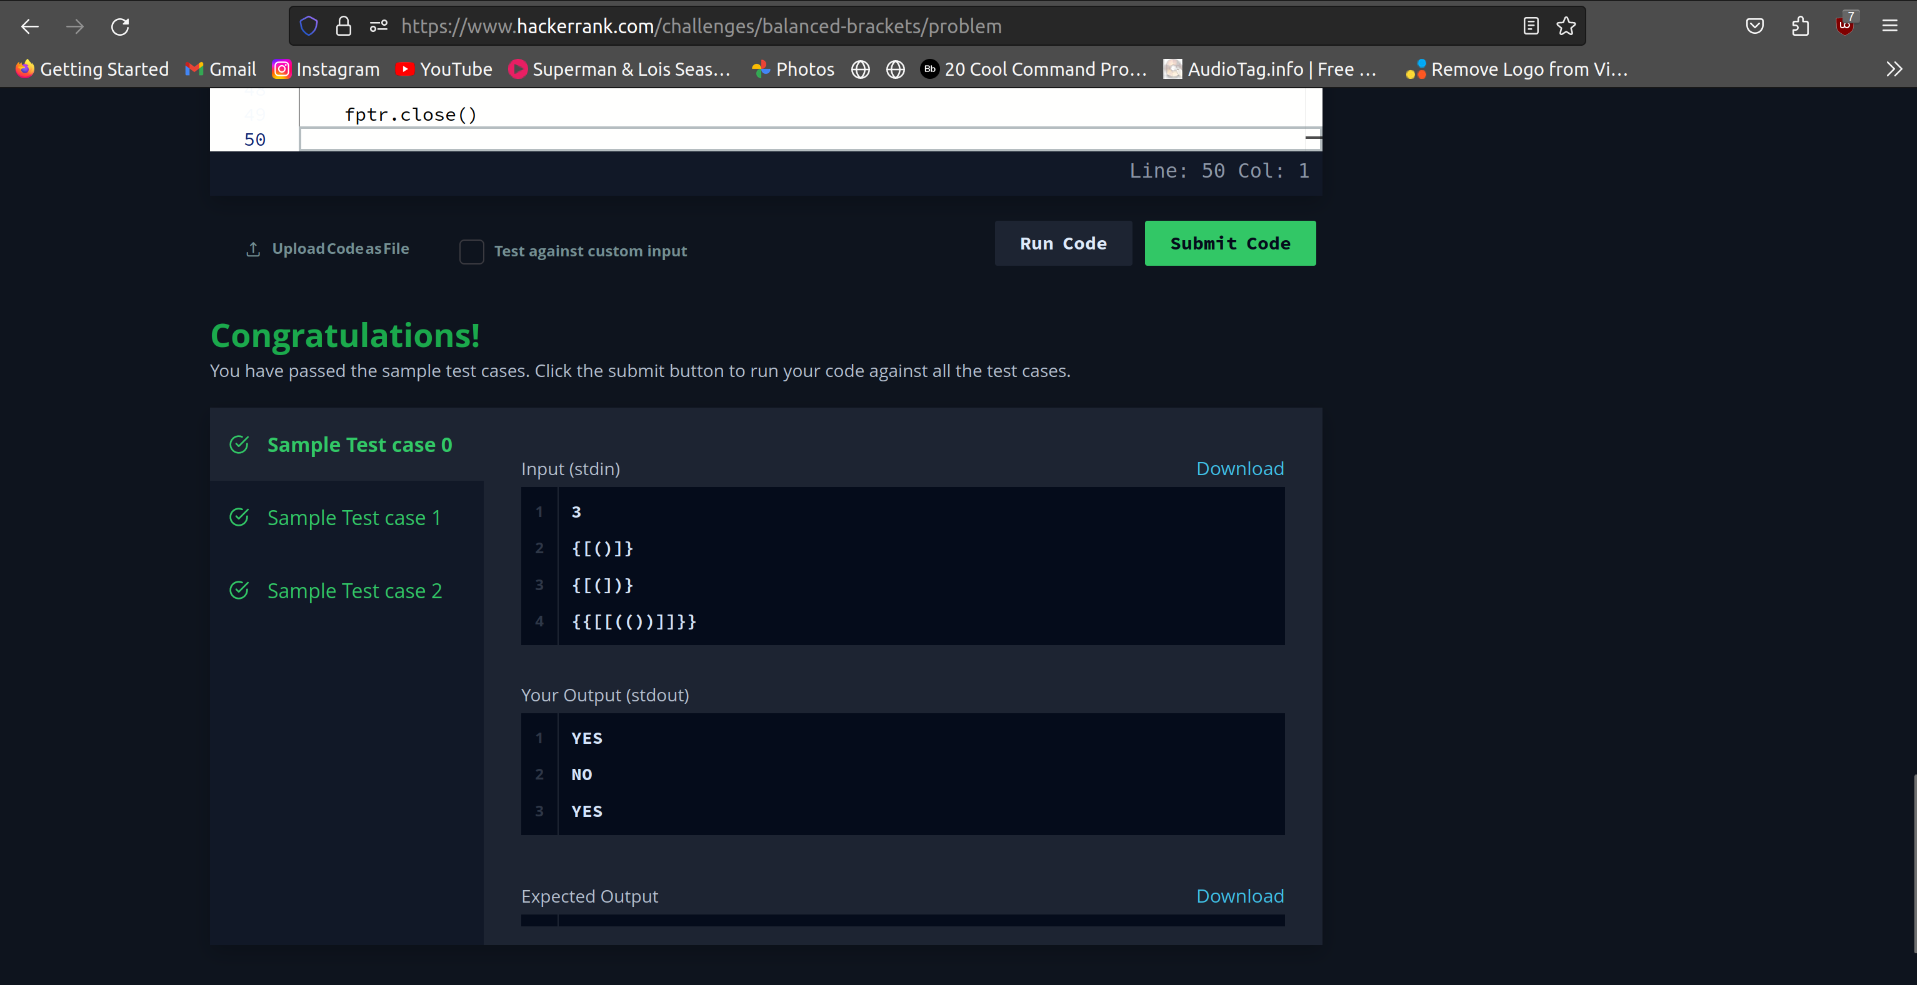 https://www.hackerrank.com/challenges/balanced-brackets/problem
7
Getting Started Gmail Instagram YouTube Superman & Lois Seas... Photos Bb 20 Cool Command Pro... AudioTag.info | Free ... Remove Logo from Vi...
49 fptr.close()
50
Line: 50 Col: 1
Upload Code as File Test against custom input Run Code Submit Code
Congratulations!
You have passed the sample test cases. Click the submit button to run your code against all the test cases.
Sample Test case 0
Sample Test case 1
Sample Test case 2
Input (stdin) Download
1 3
2 {[()]}
3 {[(])}
4 {{[[(())]]}}
Your Output (stdout)
1 YES
2 NO
3 YES
Expected Output Download